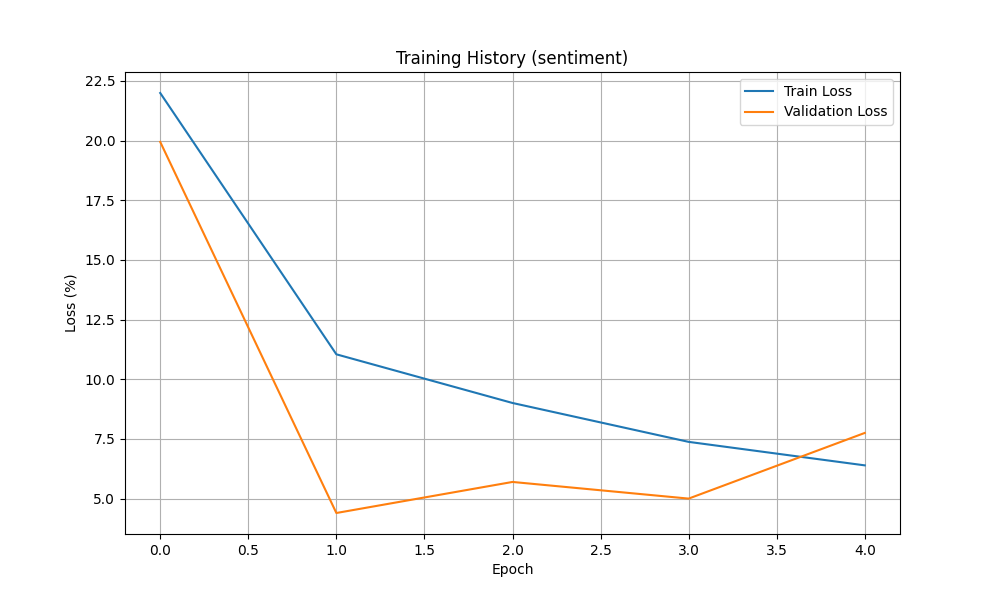 Training History (sentiment)
Train Loss
Validation Loss
22.5
20.0
17.5
15.0
12.5
10.0
7.5
5.0
Loss (%)
0.0 0.5 1.0 1.5 2.0 2.5 3.0 3.5 4.0
Epoch